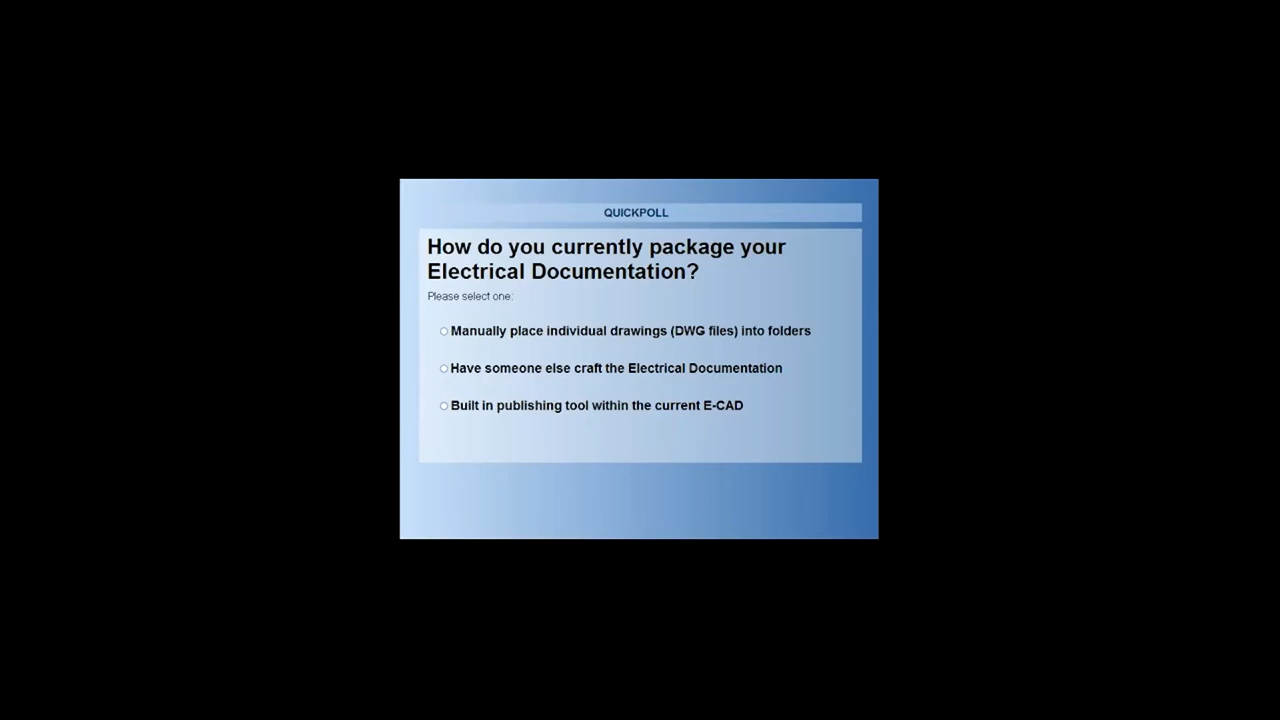 QUICKPOLL
How do you currently package your
Electrical Documentation?
Please select one:
Manually place individual drawings (DWG files) into folders
Have someone else craft the Electrical Documentation
Built in publishing tool within the current E-CAD